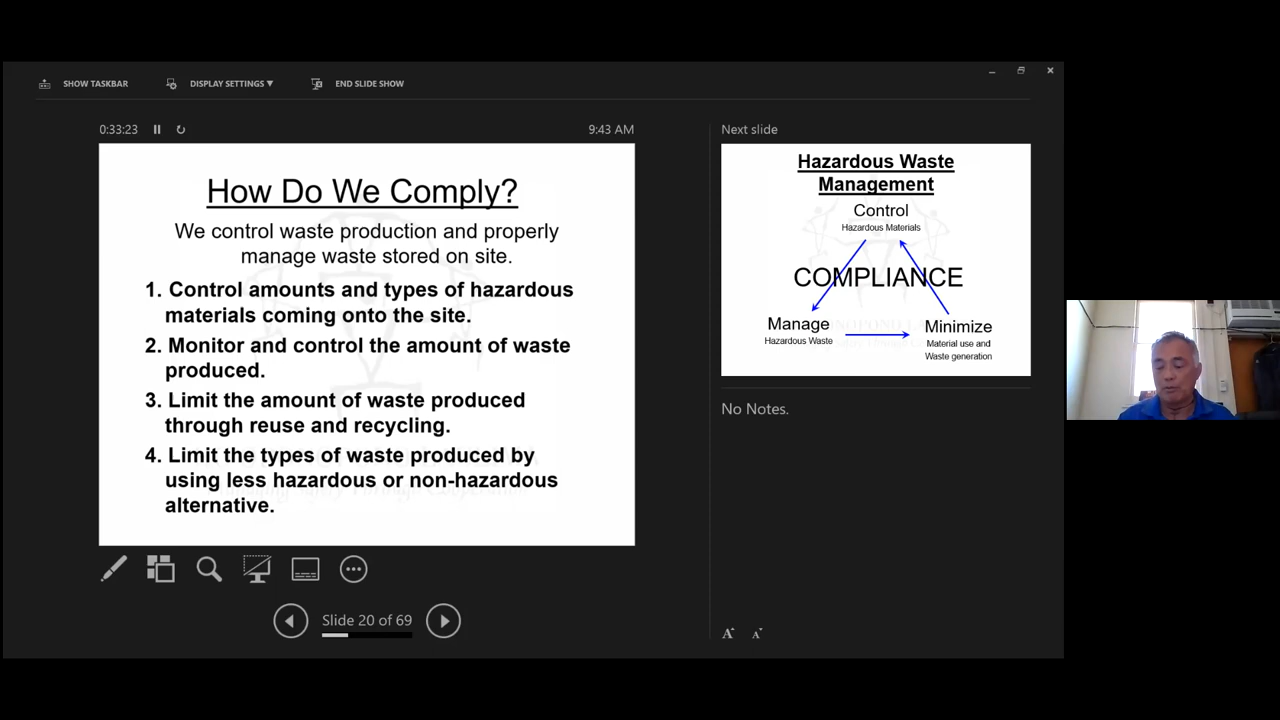 SHOW TASKBAR
DISPLAY SETTINGS ▼
END SLIDE SHOW
0:33:23
9:43 AM
How Do We Comply?
We control waste production and properly
manage waste stored on site.
1. Control amounts and types of hazardous
materials coming onto the site.
2. Monitor and control the amount of waste
produced.
3. Limit the amount of waste produced
through reuse and recycling.
4. Limit the types of waste produced by
using less hazardous or non-hazardous
alternative.
Slide 20 of 69
Next slide
Hazardous Waste
Management
Control
Hazardous Materials
COMPLIANCE
Manage
Hazardous Waste
Minimize
Material use and
Waste generation
No Notes.
A A